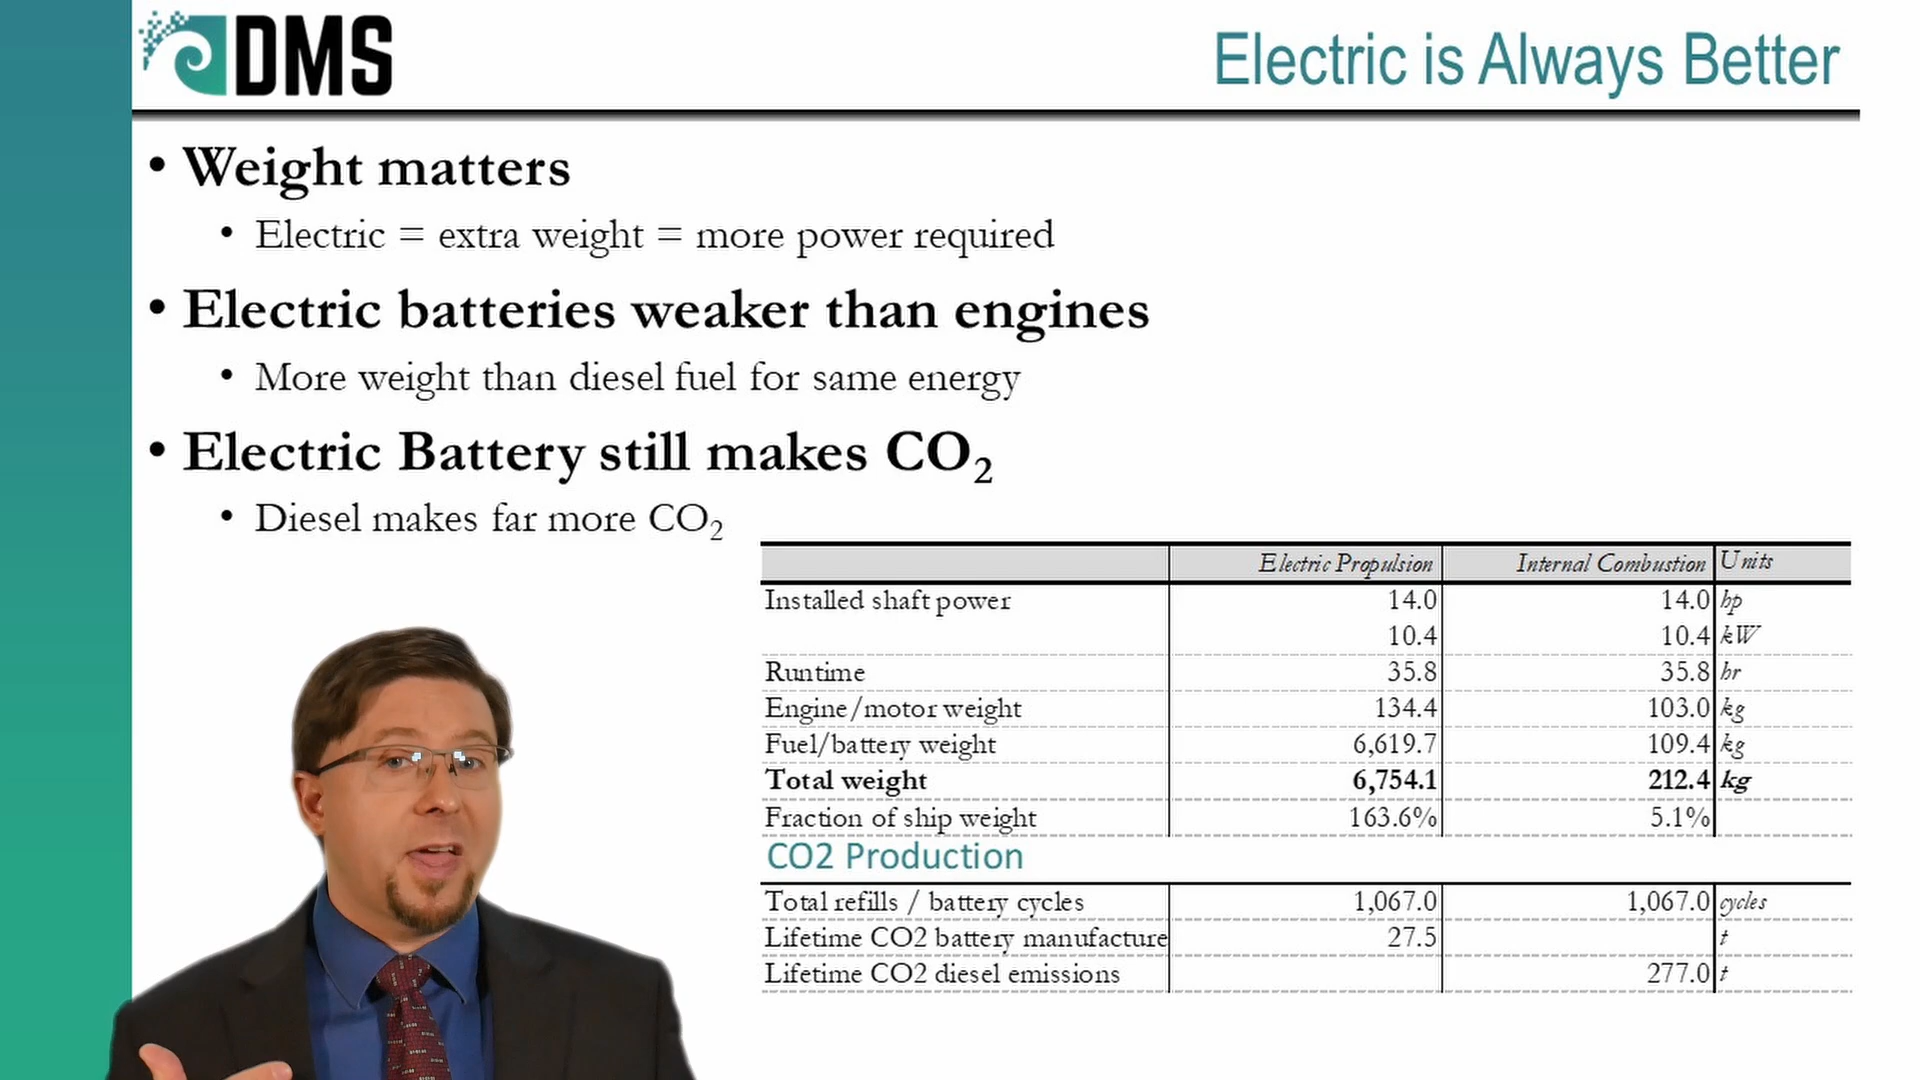 DMS
Electric is Always Better
• Weight matters
• Electric = extra weight = more power required
• Electric batteries weaker than engines
• More weight than diesel fuel for same energy
• Electric Battery still makes CO₂
• Diesel makes far more CO₂
Electric Propulsion Internal Combustion Units
Installed shaft power 14.0 14.0 hp
10.4 10.4 kW
Runtime 35.8 35.8 hr
Engine/motor weight 134.4 103.0 kg
Fuel/battery weight 6,619.7 109.4 kg
Total weight 6,754.1 212.4 kg
Fraction of ship weight 163.6% 5.1%
CO2 Production
Total refills / battery cycles 1,067.0 1,067.0 cycles
Lifetime CO2 battery manufacture 27.5 t
Lifetime CO2 diesel emissions 277.0 t